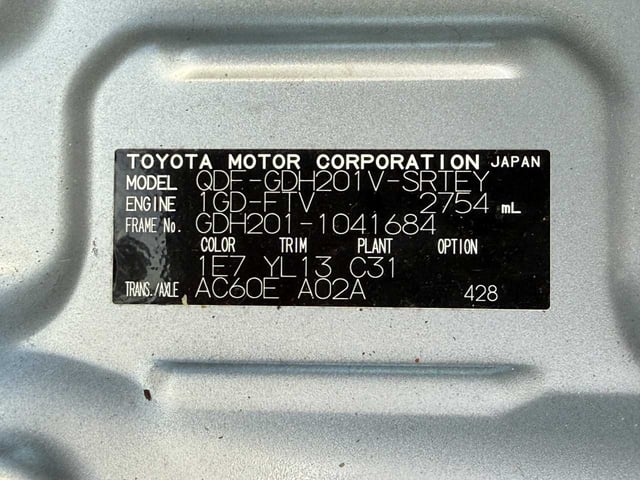 TOYOTA MOTOR CORPORATION JAPAN
MODEL QDF-GDH201V-SRTEY
ENGINE 1GD-FTV 2754 mL
FRAME No. GDH201-1041684
COLOR TRIM PLANT OPTION
1E7 YL13 C31
TRANS./AXLE AC60E A02A 428